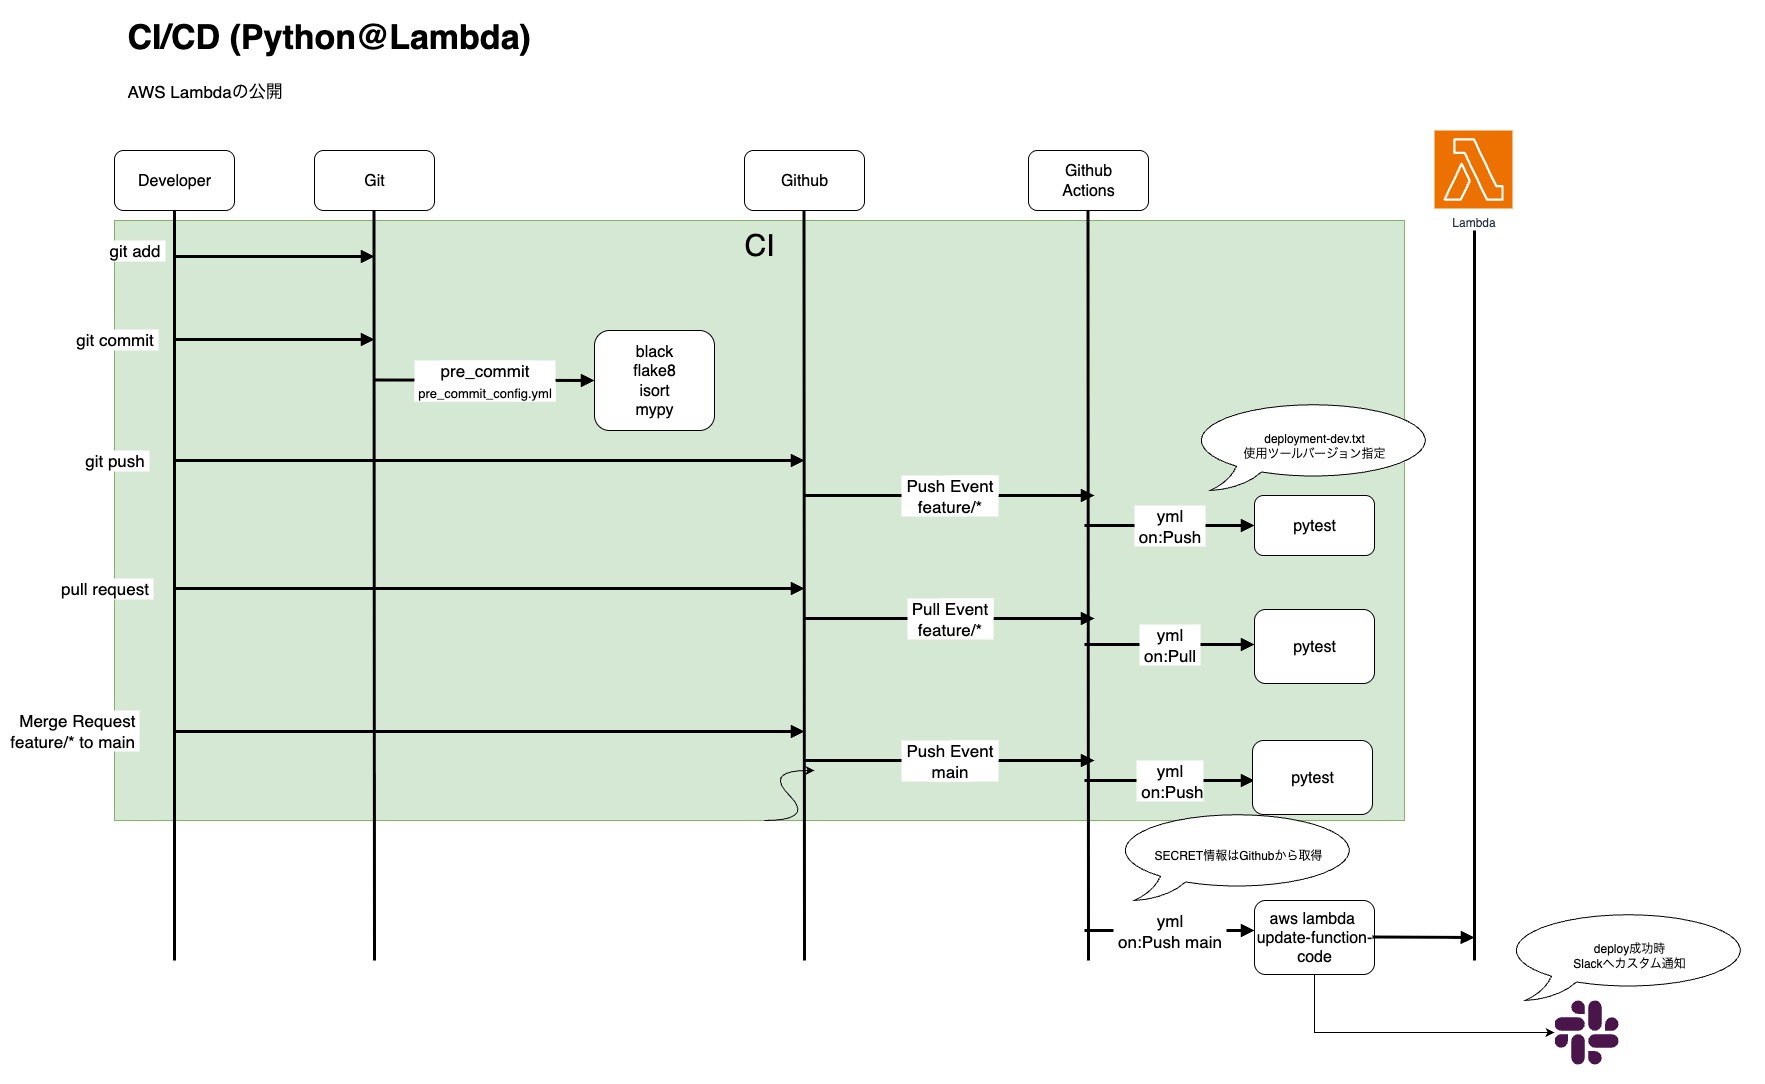 CI/CD (Python@Lambda)
AWS Lambdaの公開
Developer
Git
Github
Github
Actions
Lambda
CI
git add
git commit
pre_commit
pre_commit_config.yml
black
flake8
isort
mypy
deployment-dev.txt
使用ツールバージョン指定
git push
Push Event
feature/*
yml
on:Push
pytest
pull request
Pull Event
feature/*
yml
on:Pull
pytest
Merge Request
feature/* to main
Push Event
main
yml
on:Push
pytest
SECRET情報はGithubから取得
yml
on:Push main
aws lambda
update-function-
code
deploy成功時
Slackへカスタム通知